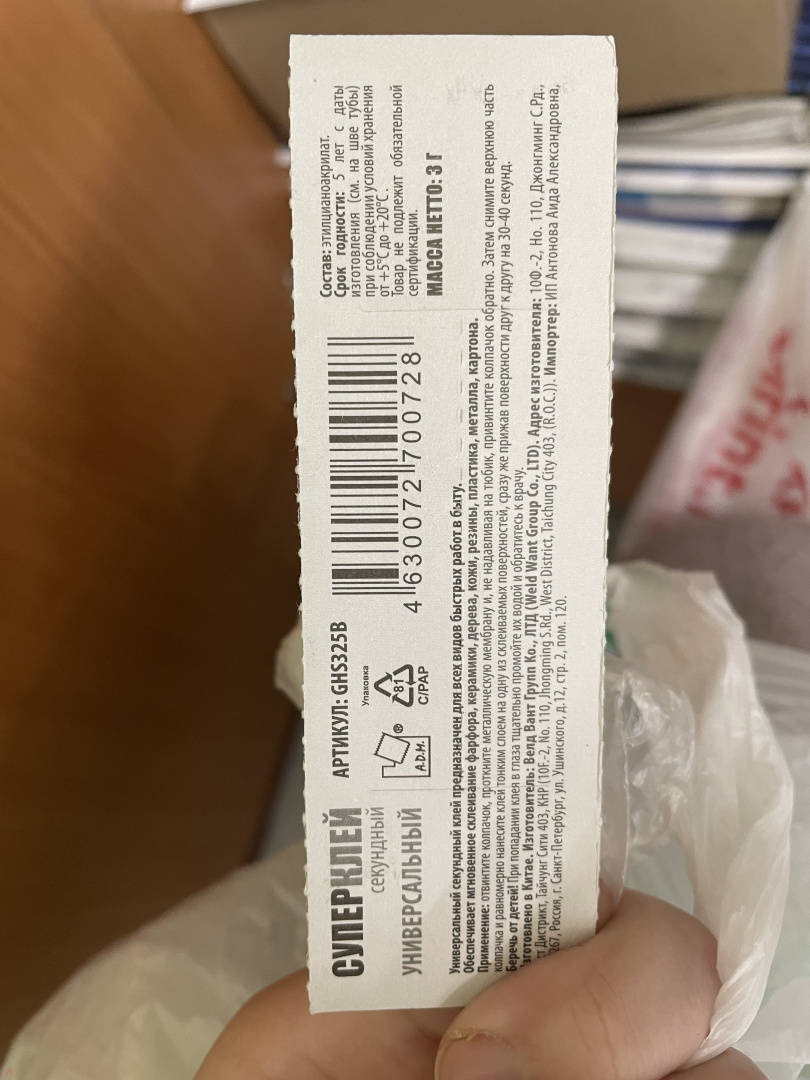 СУПЕРКЛЕЙ
секундный
УНИВЕРСАЛЬНЫЙ
АРТИКУЛ: GHS325B
Упаковка
A.D.M.®
81
C/PAP
4 630072 700728
Состав: этилцианоакрилат.
Срок годности: 5 лет с даты
изготовления (см. на шве тубы)
при соблюдении условий хранения
от +5°С до +20°С.
Товар не подлежит обязательной
сертификации.
МАССА НЕТТО: 3 Г
Универсальный секундный клей предназначен для всех видов быстрых работ в быту.
Обеспечивает мгновенное склеивание фарфора, керамики, дерева, кожи, резины, пластика, металла, картона.
Применение: отвинтите колпачок, проткните металлическую мембрану и, не надавливая на тюбик, привинтите колпачок обратно. Затем снимите верхнюю часть
колпачка и равномерно нанесите клей тонким слоем на одну из склеиваемых поверхностей, сразу же прижав поверхности друг к другу на 30-40 секунд.
Беречь от детей! При попадании клея в глаза тщательно промойте их водой и обратитесь к врачу.
Изготовлено в Китае. Изготовитель: Велд Вант Групп Ко., ЛТД (Weld Want Group Co., LTD). Адрес изготовителя: 10Ф.-2, Но. 110, Джонгминг С.Рд.,
Дистрикт, Тайчунг Сити 403, КНР (10F.-2, No. 110, Jhongming S.Rd., West District, Taichung City 403, (R.O.C.)). Импортер: ИП Антонова Аида Александровна,
Россия, г. Санкт-Петербург, ул. Ушинского, д.12, стр. 2, пом. 120.